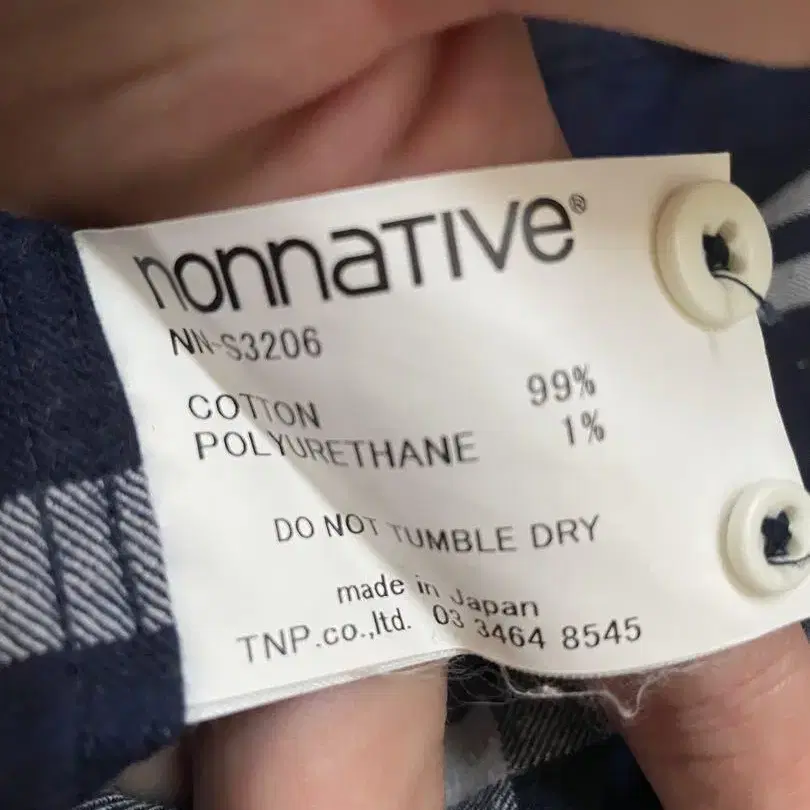 nonnaTIVe®
NN-S3206
COTTON 99%
POLYURETHANE 1%
DO NOT TUMBLE DRY
made in Japan
TNP.co.,ltd. 03 3464 8545